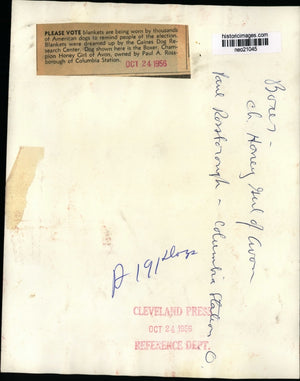 PLEASE VOTE blankets are being worn by thousands
of American dogs to remind people of the election.
Blankets were dreamed up by the Gaines Dog Re-
search Center. Dog shown here is the Boxer, Cham-
pion Honey Girl of Avon, owned by Paul A. Ross-
borough of Columbia Station.
OCT 24 1956
historicimages.com
neo21045
Boxer -
Ch. Honey Girl of Avon
Paul Rossborough - Columbia Station O.
A 191 dogs
CLEVELAND PRESS
OCT 24 1956
REFERENCE DEPT.